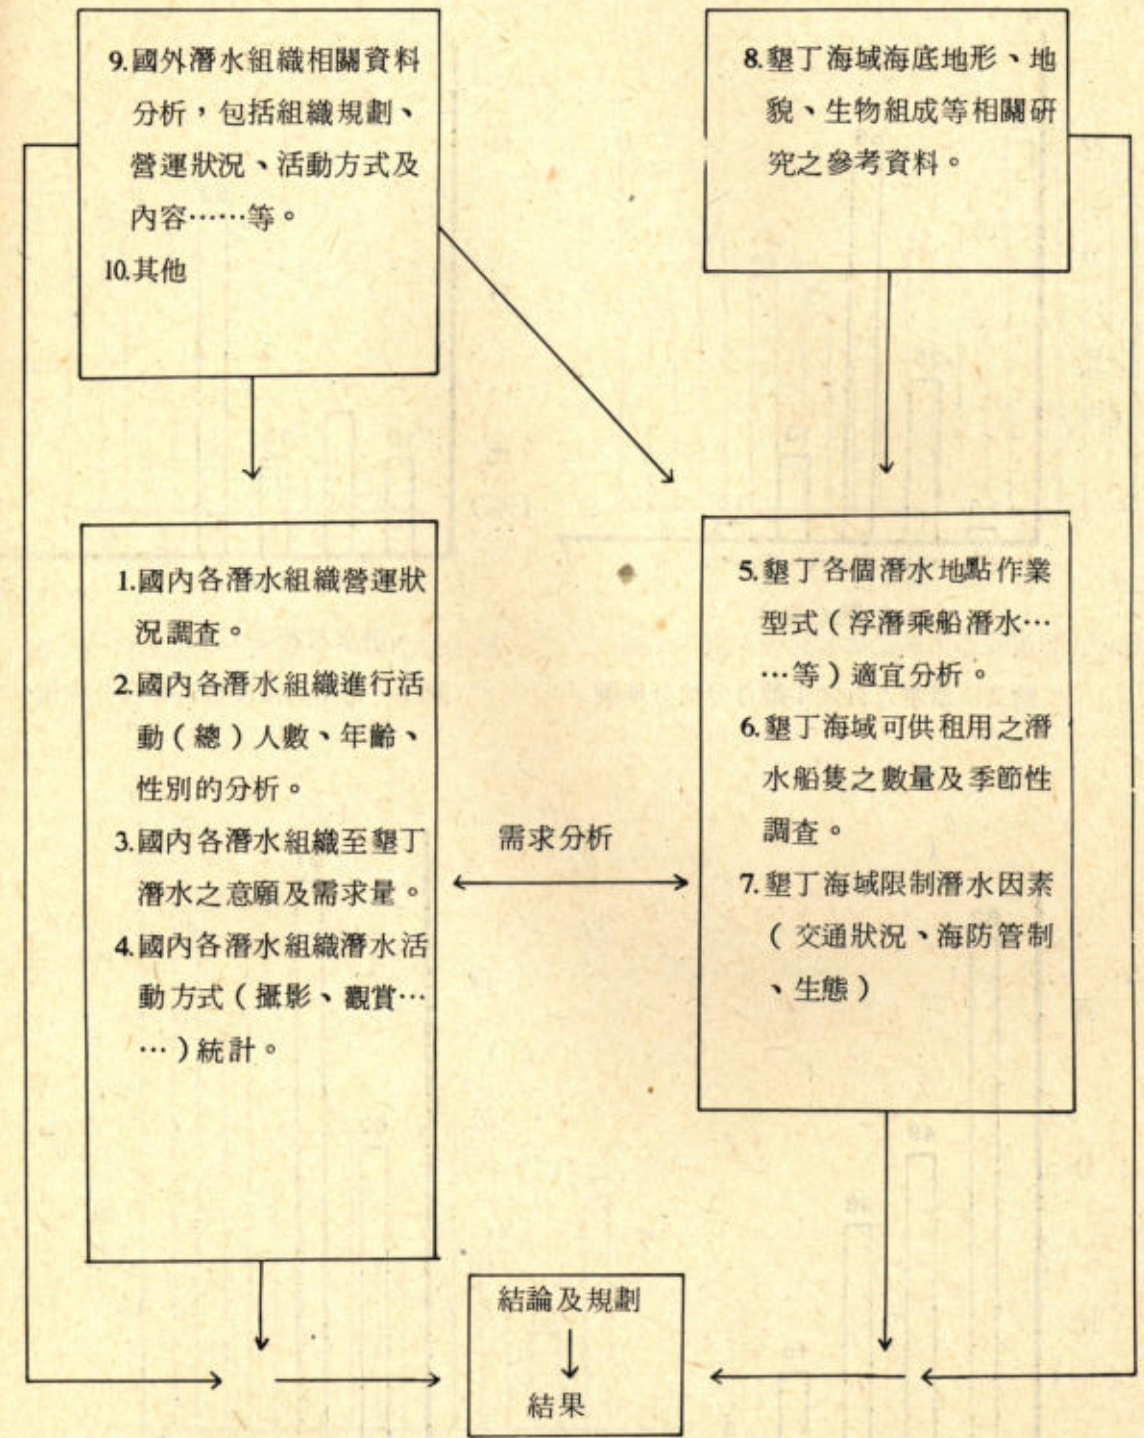 9.國外潛水組織相關資料
分析，包括組織規劃、
營運狀況、活動方式及
內容……等。
10.其他
8.墾丁海域海底地形、地
貌、生物組成等相關研
究之參考資料。
1.國內各潛水組織營運狀
況調查。
2.國內各潛水組織進行活
動（總）人數、年齡、
性別的分析。
3.國內各潛水組織至墾丁
潛水之意願及需求量。
4.國內各潛水組織潛水活
動方式（攝影、觀賞…
…）統計。
需求分析
5.墾丁各個潛水地點作業
型式（浮潛乘船潛水…
…等）適宜分析。
6.墾丁海域可供租用之潛
水船隻之數量及季節性
調查。
7.墾丁海域限制潛水因素
（交通狀況、海防管制
、生態）
結論及規劃
結果